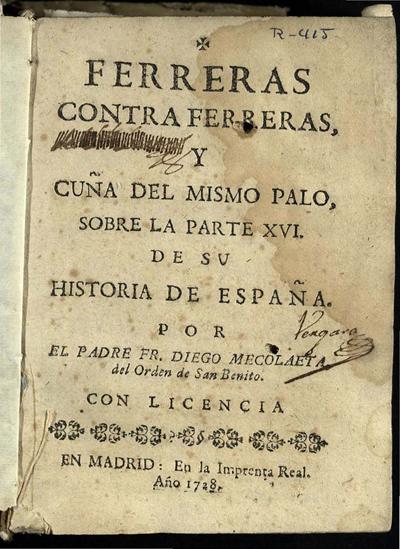 R-415
FERRERAS
CONTRA FERRERAS,
Y
CUÑA DEL MISMO PALO,
SOBRE LA PARTE XVI.
DE SU
HISTORIA DE ESPAÑA.
POR
Vergara
EL PADRE FR. DIEGO MECOLAETA
del Orden de San Benito.
CON LICENCIA
EN MADRID: En la Imprenta Real.
Año 1728.